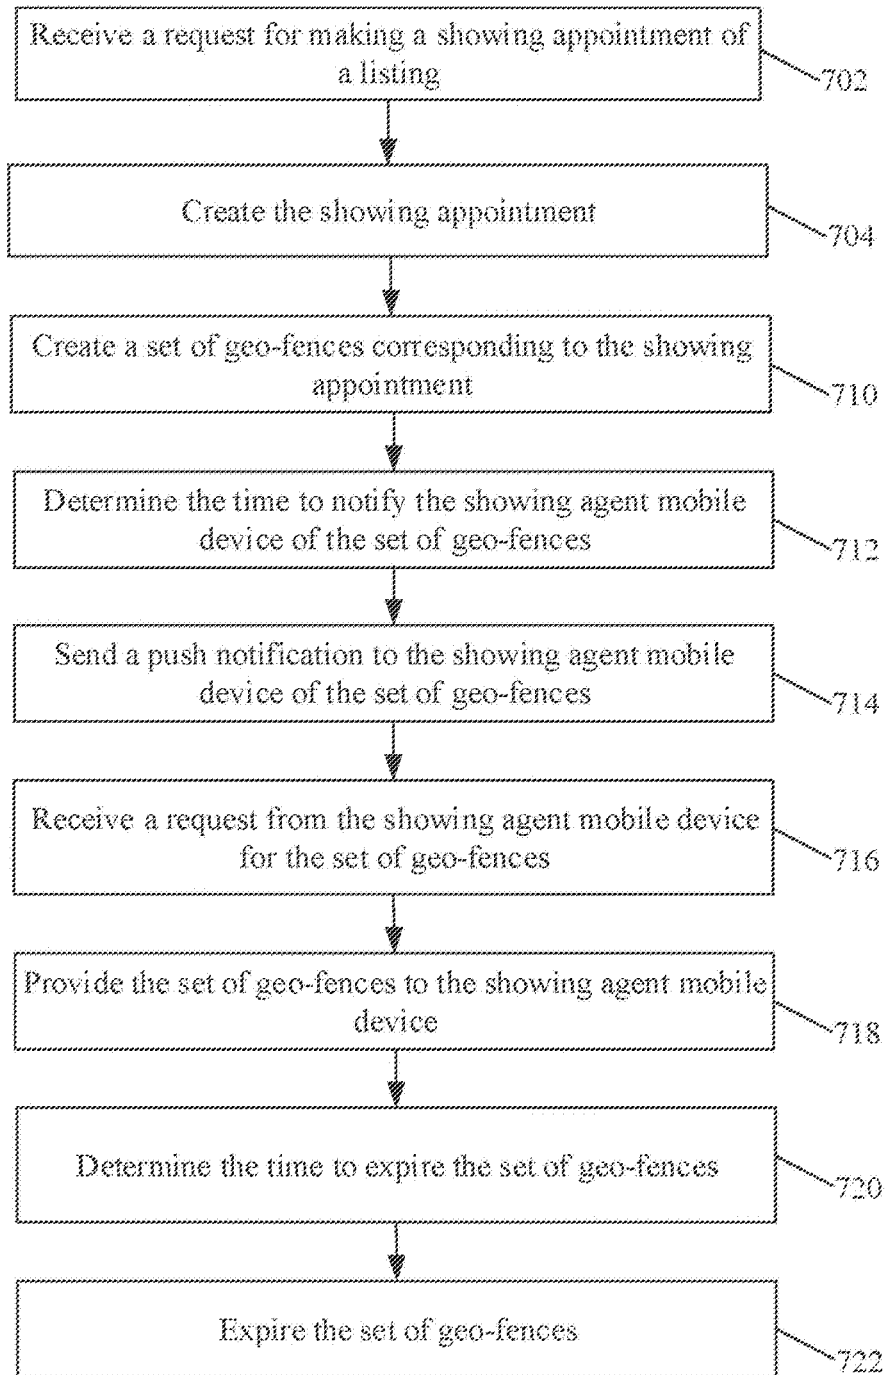 Receive a request for making a showing appointment of
a listing
702
Create the showing appointment
704
Create a set of geo-fences corresponding to the showing
appointment
710
Determine the time to notify the showing agent mobile
device of the set of geo-fences
712
Send a push notification to the showing agent mobile
device of the set of geo-fences
714
Receive a request from the showing agent mobile device
for the set of geo-fences
716
Provide the set of geo-fences to the showing agent mobile
device
718
Determine the time to expire the set of geo-fences
720
Expire the set of geo-fences
722